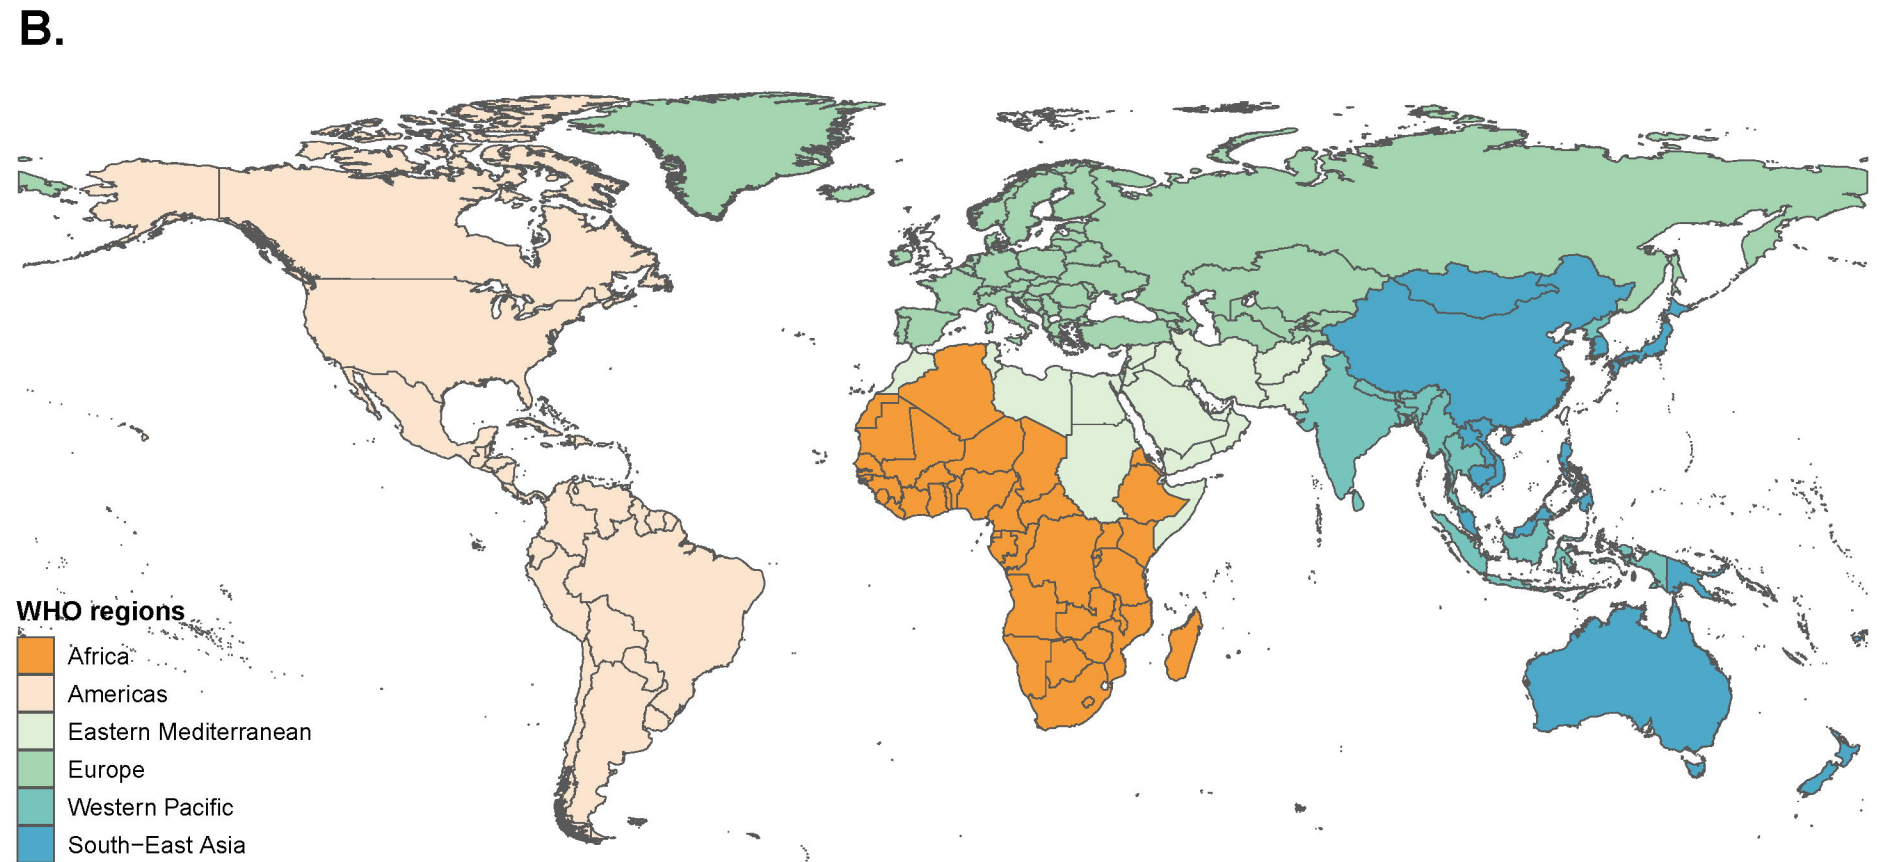 B.
WHO regions
Africa
Americas
Eastern Mediterranean
Europe
Western Pacific
South−East Asia